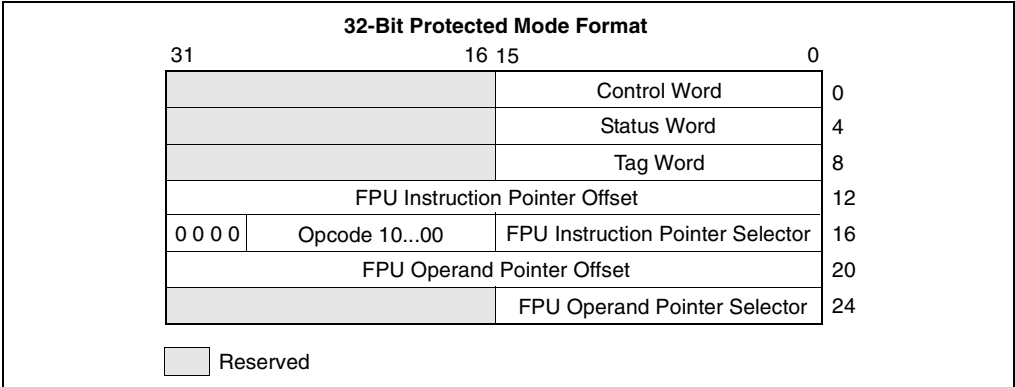 32-Bit Protected Mode Format
31 16 15 0
Control Word 0
Status Word 4
Tag Word 8
FPU Instruction Pointer Offset 12
0 0 0 0 Opcode 10...00 FPU Instruction Pointer Selector 16
FPU Operand Pointer Offset 20
FPU Operand Pointer Selector 24
Reserved